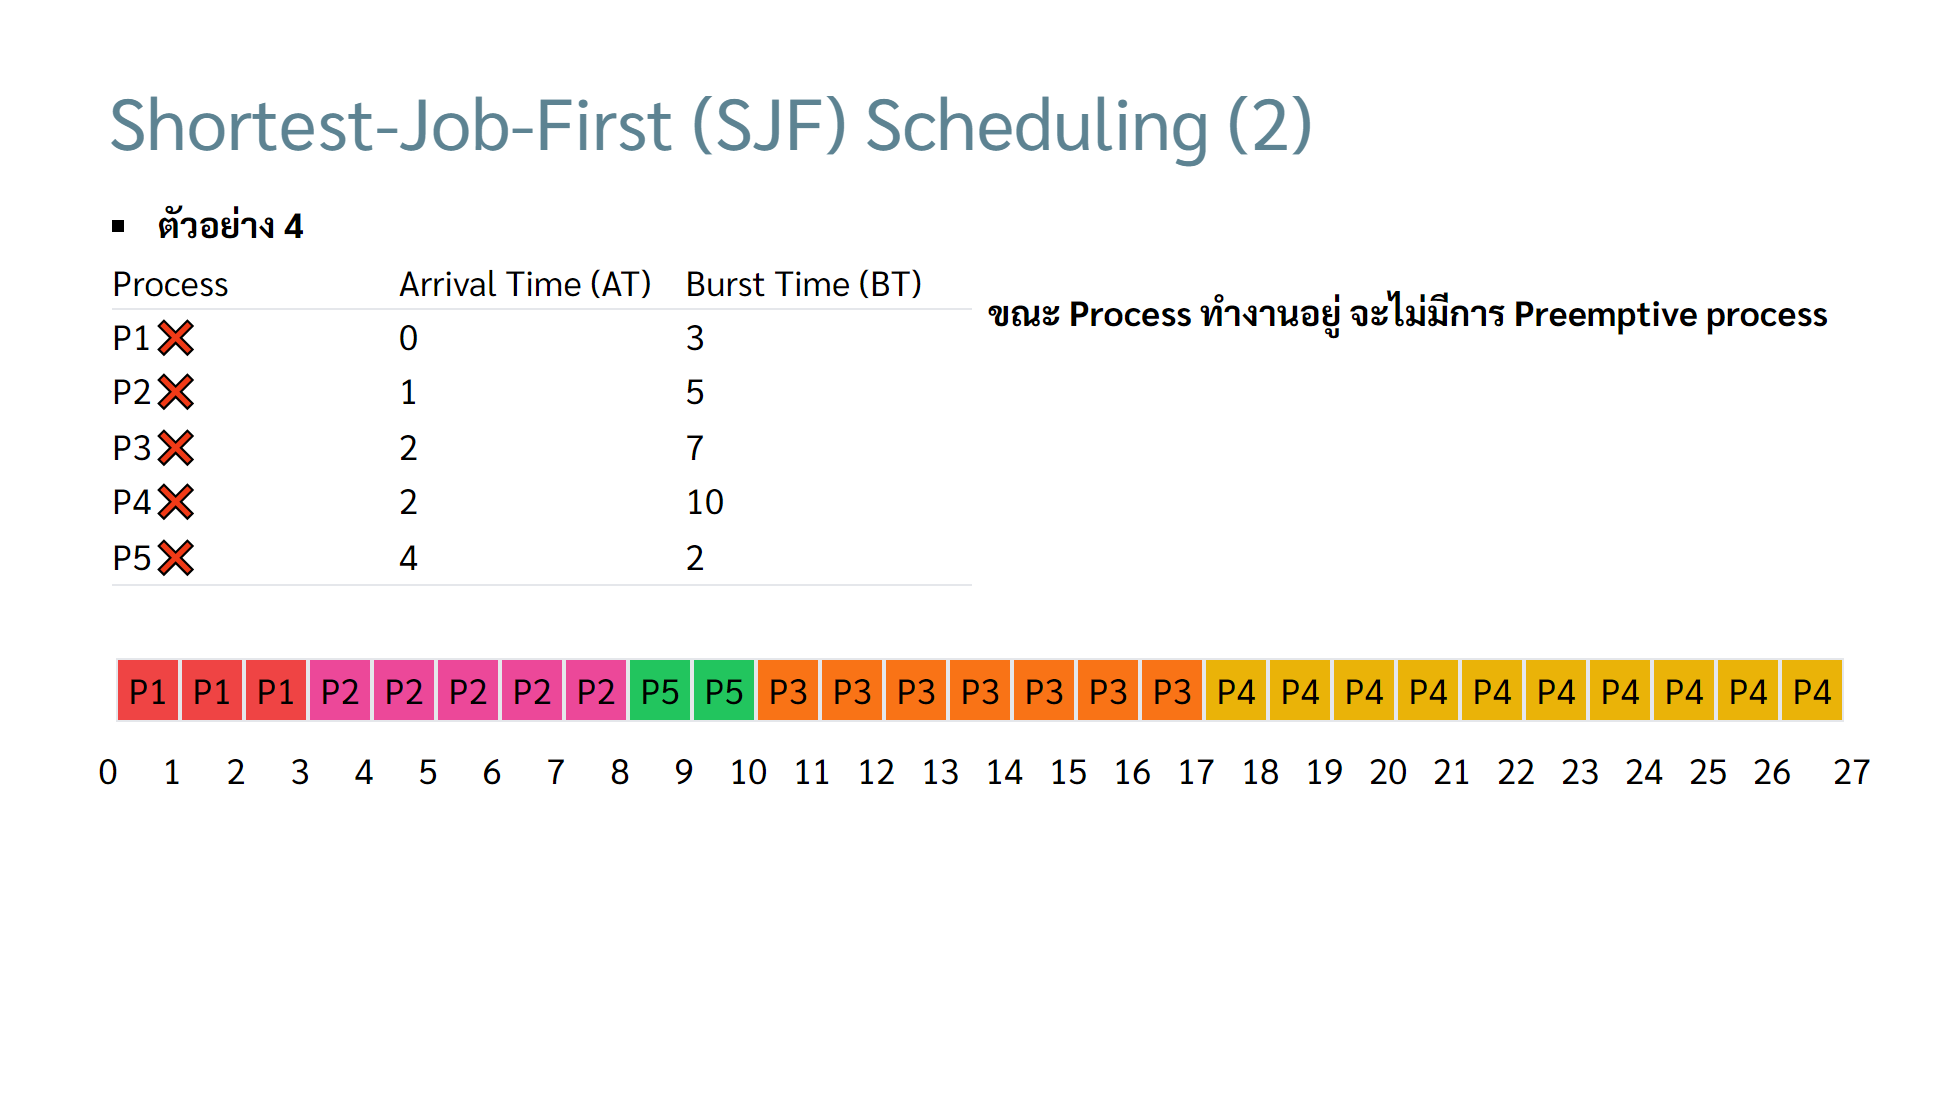 Shortest-Job-First (SJF) Scheduling (2)
▪ ตัวอย่าง 4
Process Arrival Time (AT) Burst Time (BT)
ขณะ Process ทำงานอยู่ จะไม่มีการ Preemptive process
P1 0 3
P2 1 5
P3 2 7
P4 2 10
P5 4 2
P1 P1 P1 P2 P2 P2 P2 P2 P5 P5 P3 P3 P3 P3 P3 P3 P3 P4 P4 P4 P4 P4 P4 P4 P4 P4 P4
0 1 2 3 4 5 6 7 8 9 10 11 12 13 14 15 16 17 18 19 20 21 22 23 24 25 26 27